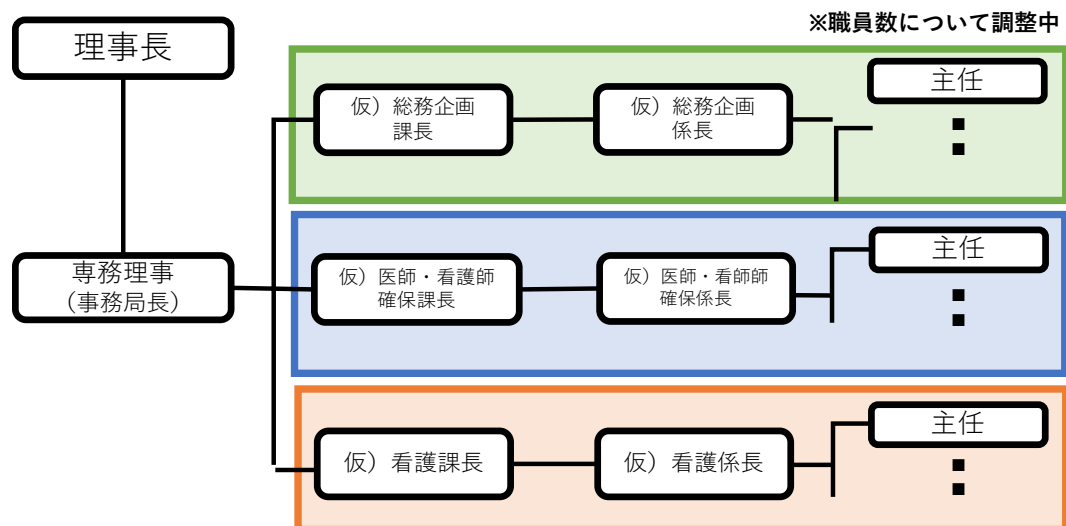 ※職員数について調整中
理事長
仮）総務企画
課長
仮）総務企画
係長
主任
専務理事
（事務局長）
仮）医師・看護師
確保課長
仮）医師・看師師
確保係長
主任
仮）看護課長
仮）看護係長
主任